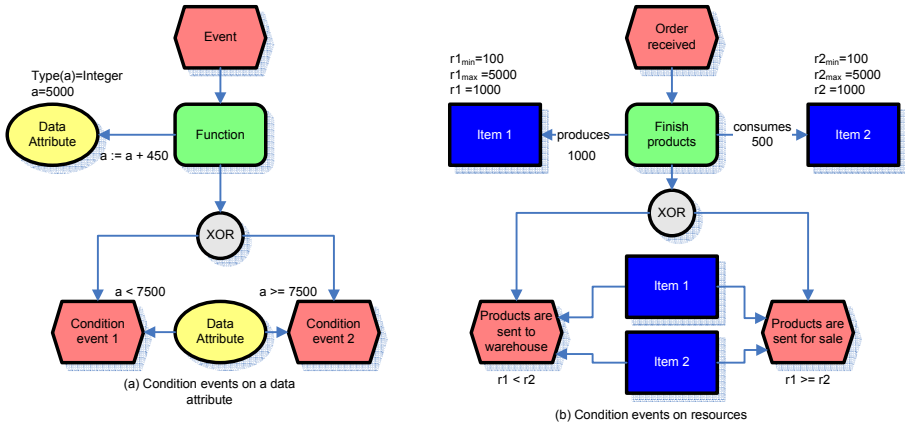 Event
Type(a)=Integer
a=5000
Data
Attribute
Function
a := a + 450
XOR
a < 7500
a >= 7500
Condition
event 1
Data
Attribute
Condition
event 2
(a) Condition events on a data
attribute
Order
received
r1min=100
r1max =5000
r1 = 1000
r2min=100
r2max=5000
r2 =1000
Item 1
produces
1000
Finish
products
consumes
500
Item 2
XOR
Item 1
Products are
sent to
warehouse
Item 2
Products are
sent for sale
r1 < r2
r1 >= r2
(b) Condition events on resources